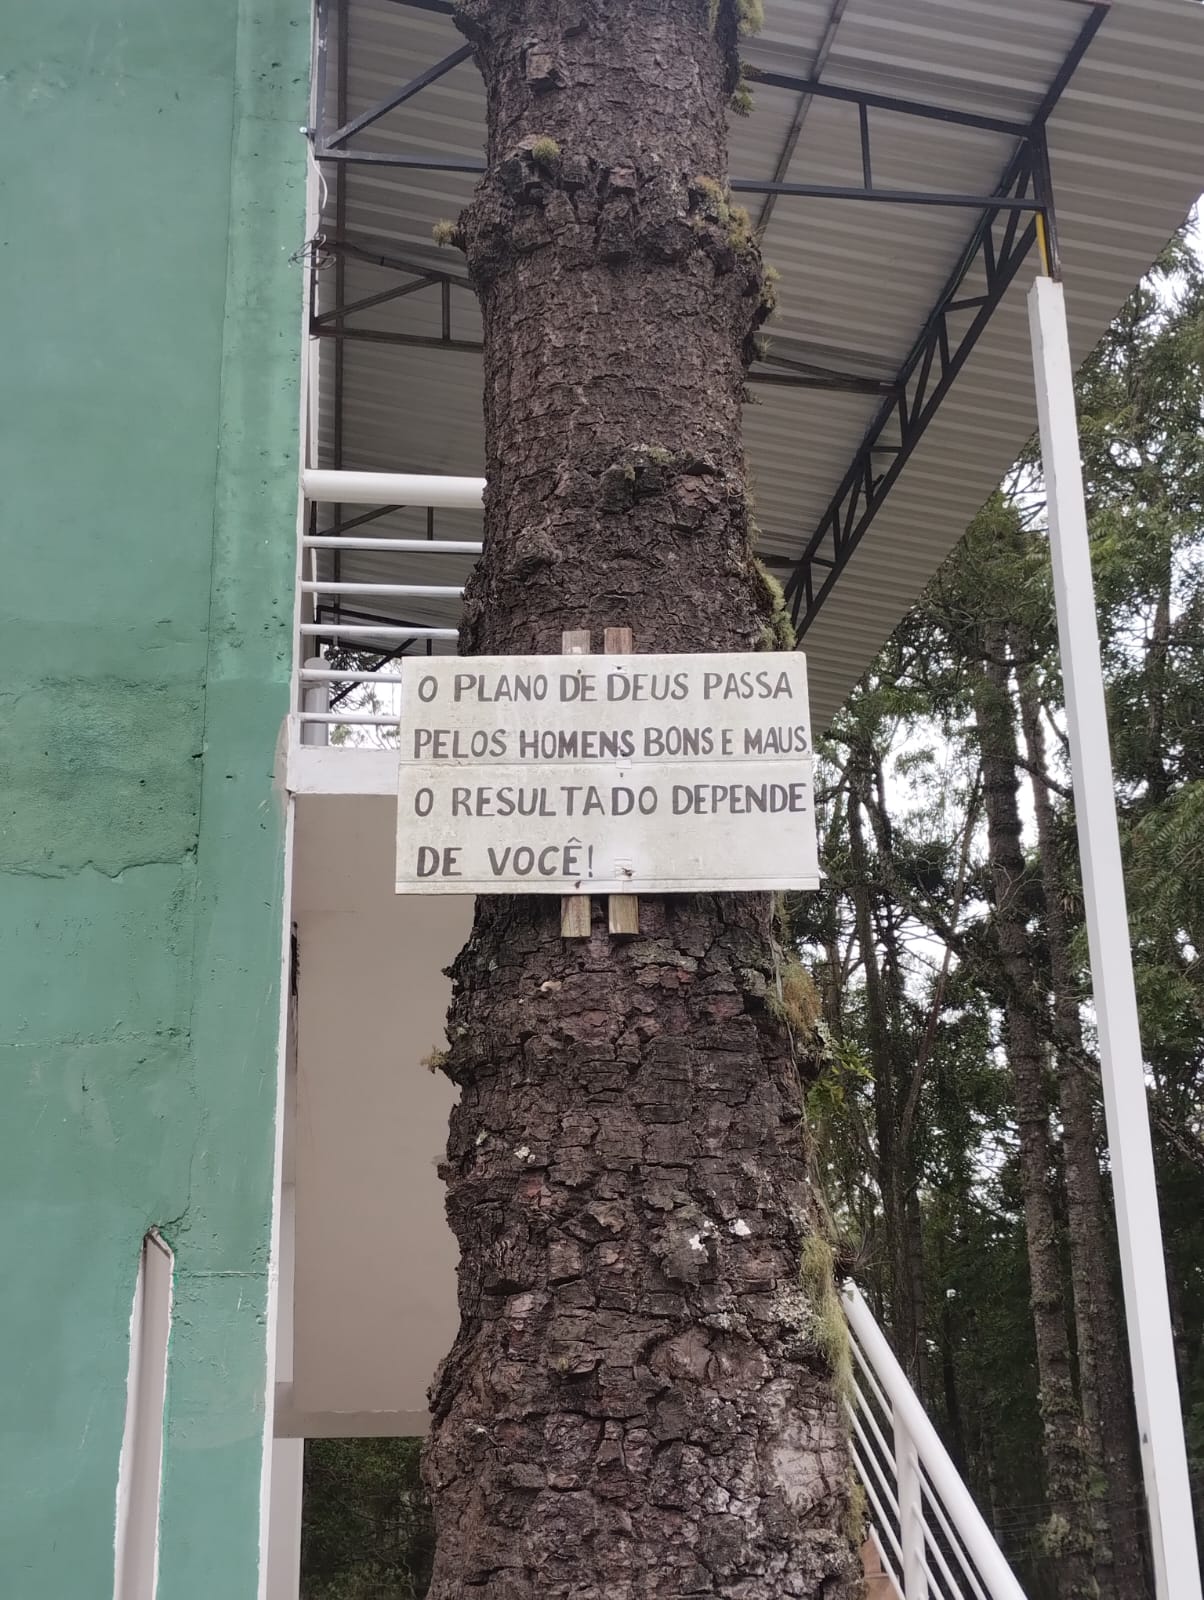 O PLANO DE DEUS PASSA
PELOS HOMENS BONS E MAUS.
O RESULTADO DEPENDE
DE VOCÊ!